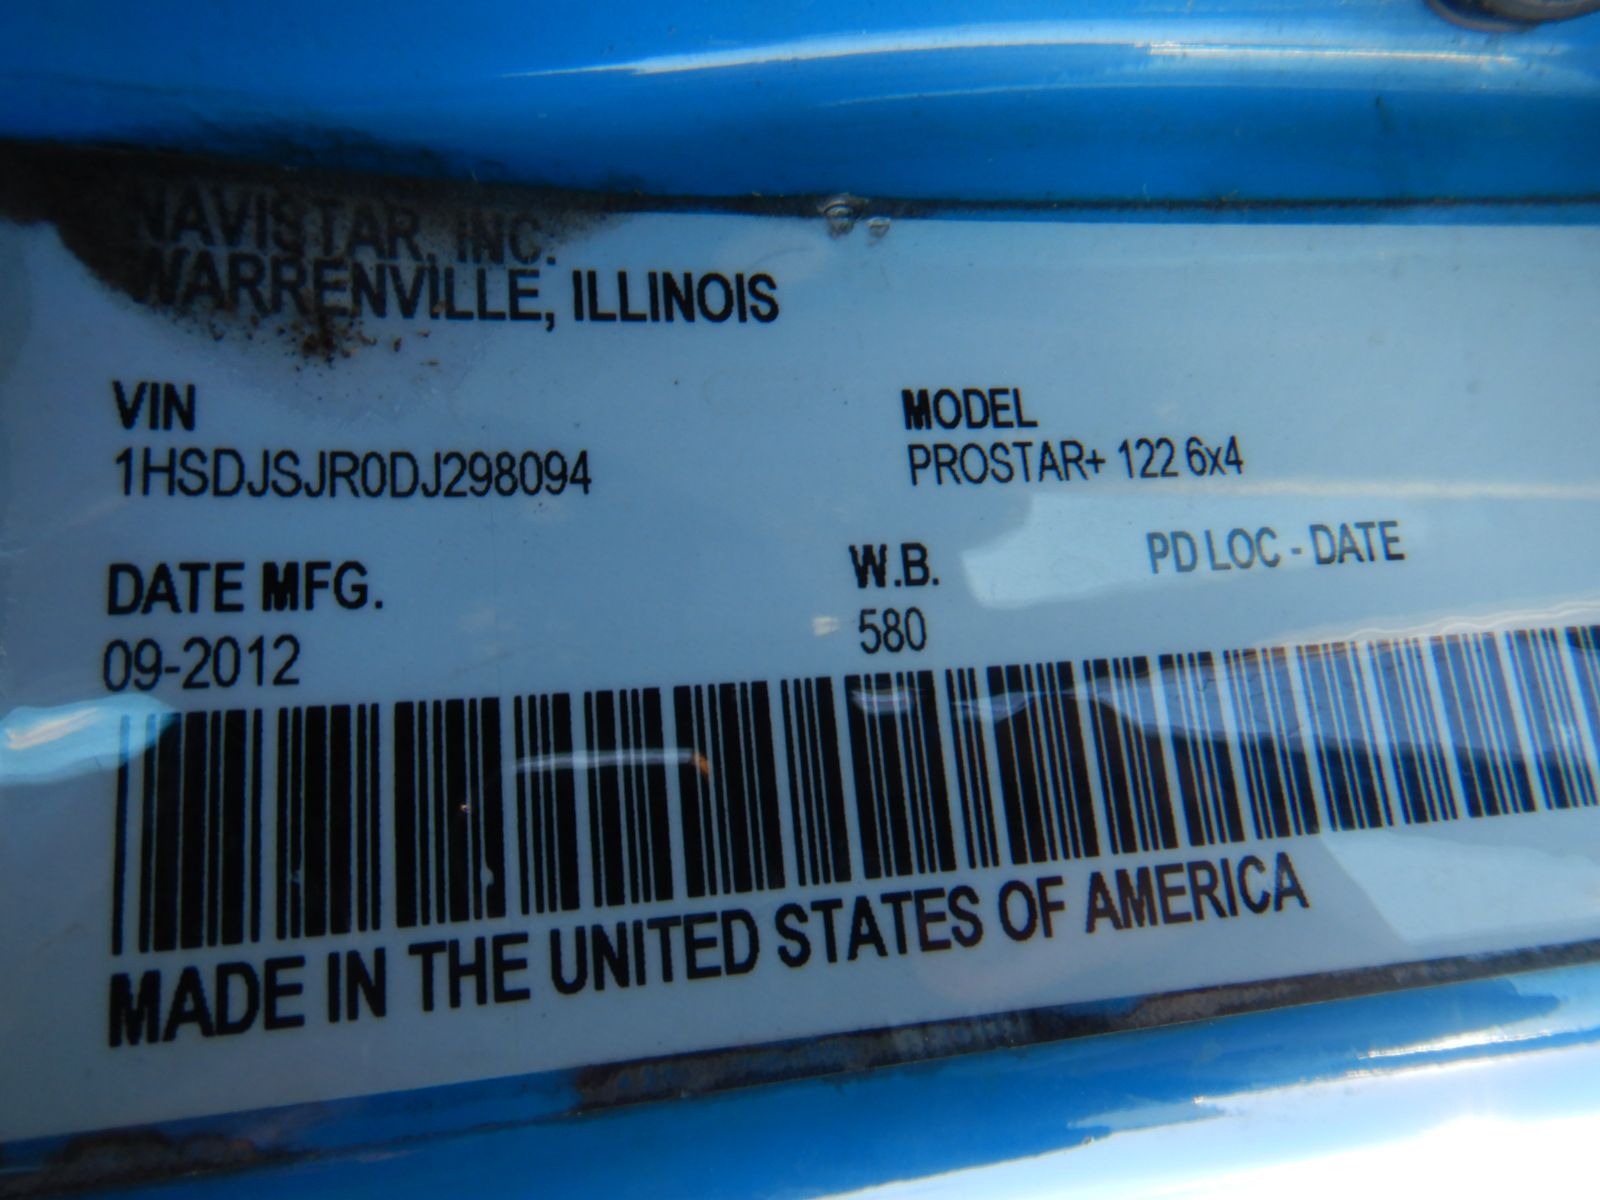 NAVISTAR, INC.
WARRENVILLE, ILLINOIS
VIN
1HSDJSJR0DJ298094
MODEL
PROSTAR+ 122 6x4
DATE MFG.
09-2012
W.B.
580
PD LOC - DATE
MADE IN THE UNITED STATES OF AMERICA